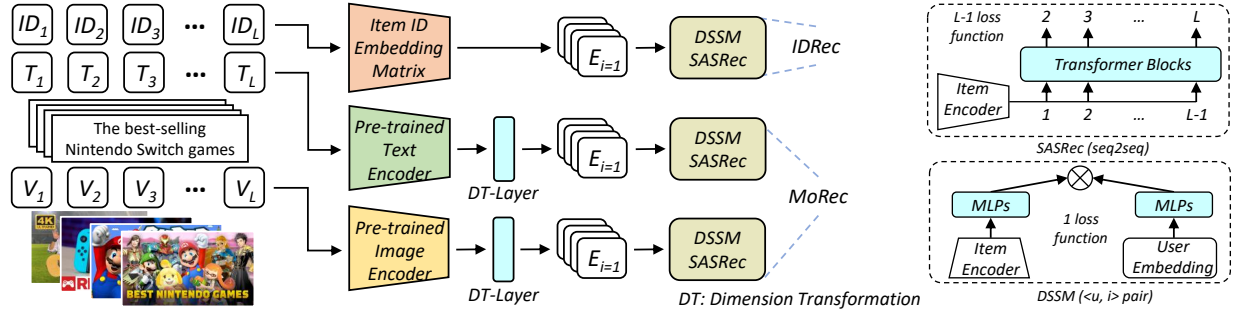 ID1 ID2 ID3 ... IDL
T1 T2 T3 ... TL
The best-selling
Nintendo Switch games
V1 V2 V3 ... VL
4K
BEST NINTENDO GAMES
Item ID
Embedding
Matrix
Ei=1
DSSM
SASRec
IDRec
Pre-trained
Text
Encoder
DT-Layer
Ei=1
DSSM
SASRec
MoRec
Pre-trained
Image
Encoder
DT-Layer
Ei=1
DSSM
SASRec
DT: Dimension Transformation
L-1 loss
function
2 3 ... L
Transformer Blocks
Item
Encoder
1 2 ... L-1
SASRec (seq2seq)
MLPs
MLPs
1 loss
function
Item
Encoder
User
Embedding
DSSM (<u, i> pair)